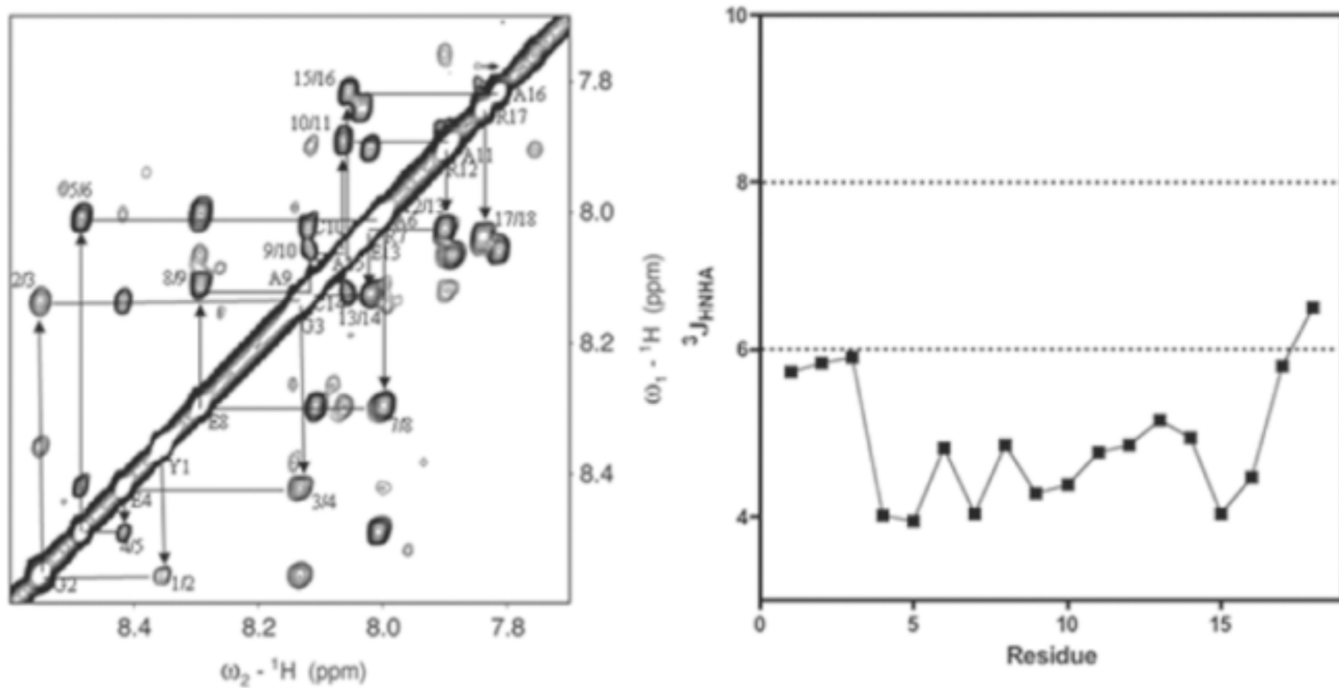 15/16
A16
R17
10/11
A11
R12
Θ5/6
A6
17/18
9/10
E13
2/3
8/9
A9
13/14
G3
E8
7/8
Y1
E4
3/4
4/5
G2
1/2
7.8
8.0
8.2
8.4
ω1 - 1H (ppm)
8.4
8.2
8.0
7.8
ω2 - 1H (ppm)
10
8
6
4
3JHNHA
0
5
10
15
Residue